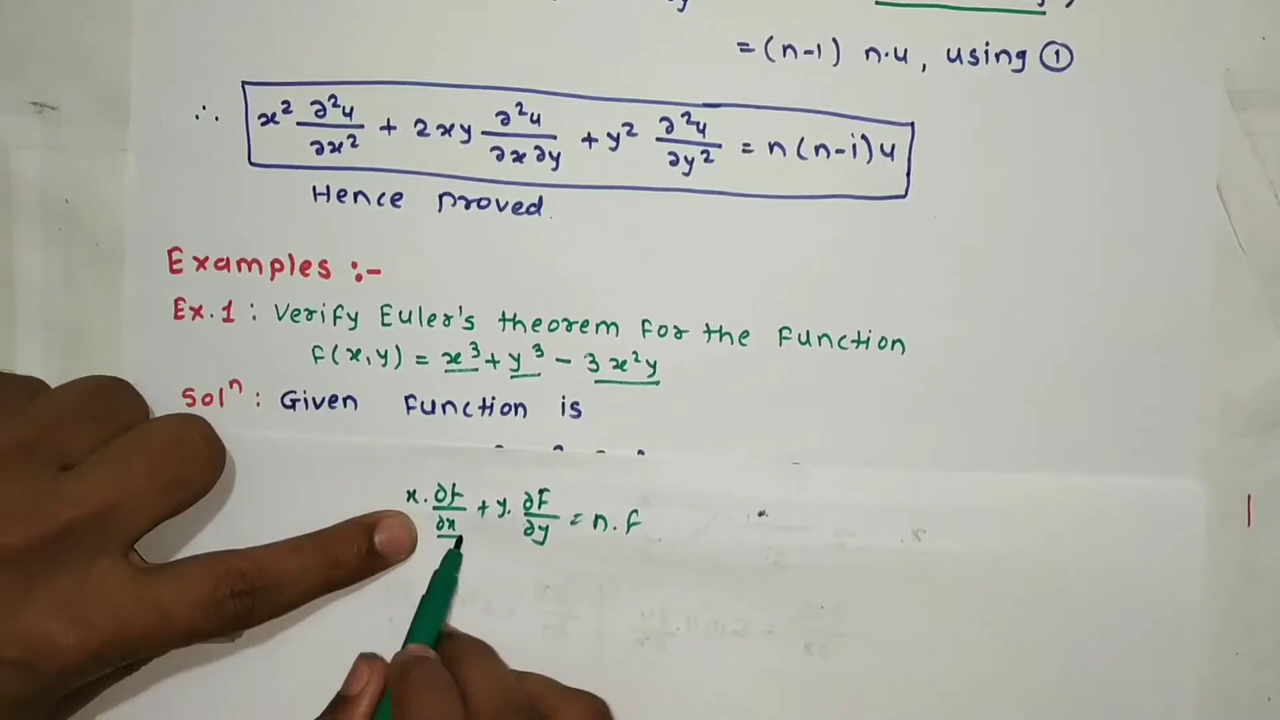 = (n-1) n.u, using ①
∴ x² ∂²u/∂x² + 2xy ∂²u/∂x∂y + y² ∂²u/∂y² = n(n-1)u
Hence proved.
Examples :-
Ex.1 : Verify Euler's theorem for the function
f(x,y) = x³ + y³ - 3x²y
Solⁿ : Given function is
x. ∂f/∂x + y. ∂f/∂y = n.f